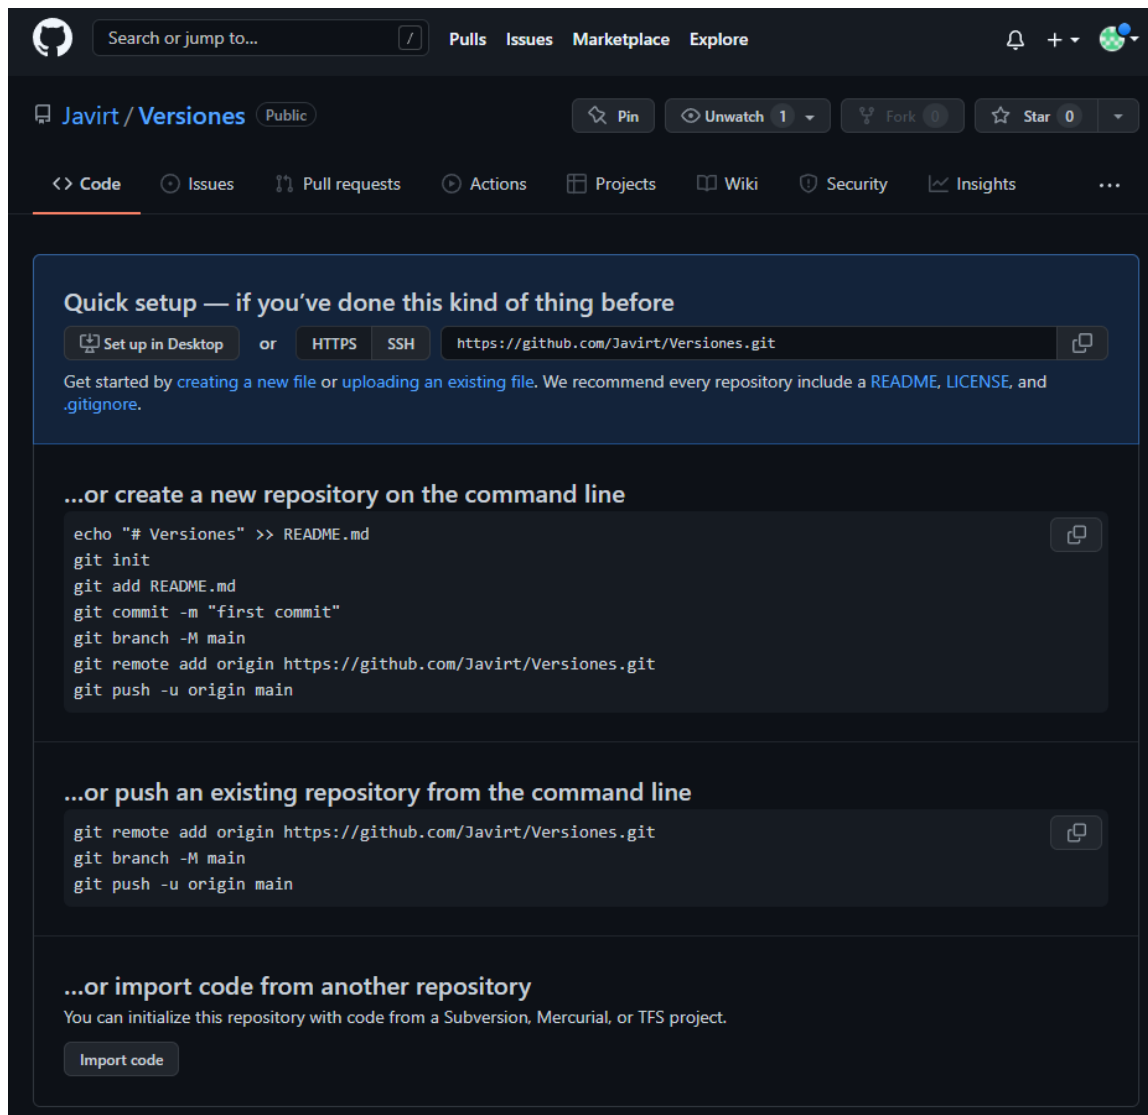 Search or jump to... / Pulls Issues Marketplace Explore
Javirt / Versiones Public Pin Unwatch 1 Fork 0 Star 0
<> Code Issues Pull requests Actions Projects Wiki Security Insights ...
Quick setup — if you’ve done this kind of thing before
Set up in Desktop or HTTPS SSH https://github.com/Javirt/Versiones.git
Get started by creating a new file or uploading an existing file. We recommend every repository include a README, LICENSE, and
.gitignore.
…or create a new repository on the command line
echo "# Versiones" >> README.md
git init
git add README.md
git commit -m "first commit"
git branch -M main
git remote add origin https://github.com/Javirt/Versiones.git
git push -u origin main
…or push an existing repository from the command line
git remote add origin https://github.com/Javirt/Versiones.git
git branch -M main
git push -u origin main
…or import code from another repository
You can initialize this repository with code from a Subversion, Mercurial, or TFS project.
Import code